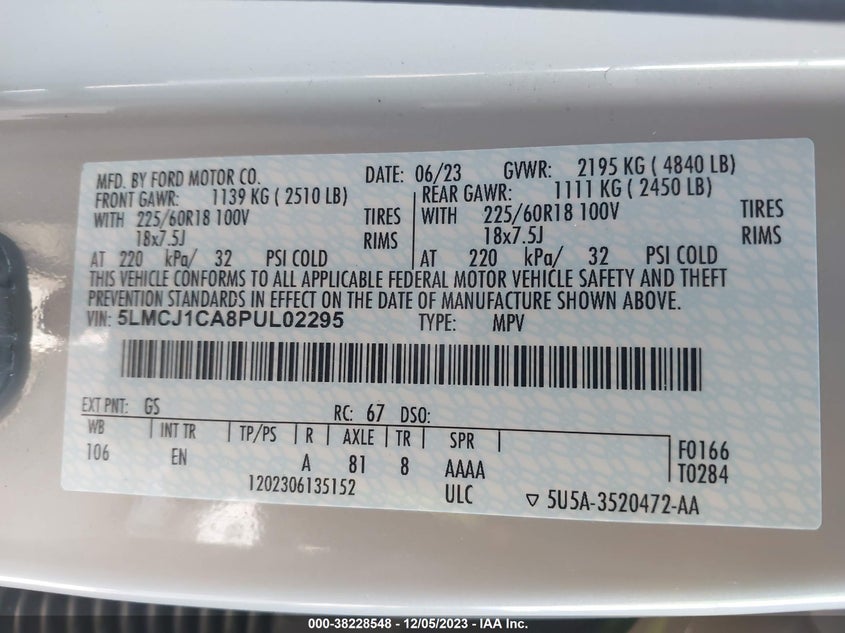 MFD. BY FORD MOTOR CO. DATE: 06/23 GVWR: 2195 KG ( 4840 LB)
FRONT GAWR: 1139 KG ( 2510 LB) REAR GAWR: 1111 KG ( 2450 LB)
WITH 225/60R18 100V TIRES WITH 225/60R18 100V TIRES
18x7.5J RIMS 18x7.5J RIMS
AT 220 kPa/ 32 PSI COLD AT 220 kPa/ 32 PSI COLD
THIS VEHICLE CONFORMS TO ALL APPLICABLE FEDERAL MOTOR VEHICLE SAFETY AND THEFT
PREVENTION STANDARDS IN EFFECT ON THE DATE OF MANUFACTURE SHOWN ABOVE.
VIN: 5LMCJ1CA8PUL02295 TYPE: MPV
EXT PNT: GS RC: 67 DSO:
WB INT TR TP/PS R AXLE TR SPR F0166
106 EN A 81 8 AAAA T0284
1202306135152 ULC ▽ 5U5A-3520472-AA
000-38228548 - 12/05/2023 - IAA Inc.